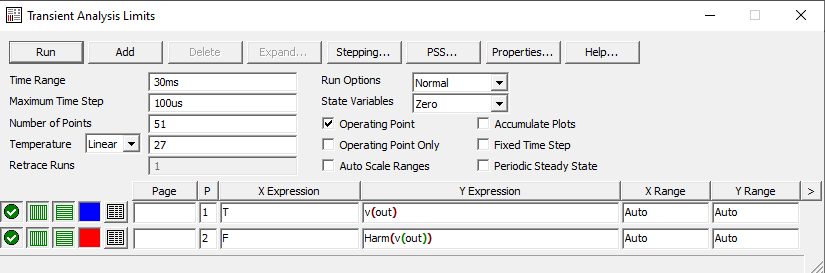 Transient Analysis Limits
Run Add Delete Expand... Stepping... PSS... Properties... Help...
Time Range 30ms Run Options Normal
Maximum Time Step 100us State Variables Zero
Number of Points 51 Operating Point Accumulate Plots
Temperature Linear 27 Operating Point Only Fixed Time Step
Retrace Runs 1 Auto Scale Ranges Periodic Steady State
Page P X Expression Y Expression X Range Y Range >
1 T v(out) Auto Auto
2 F Harm(v(out)) Auto Auto